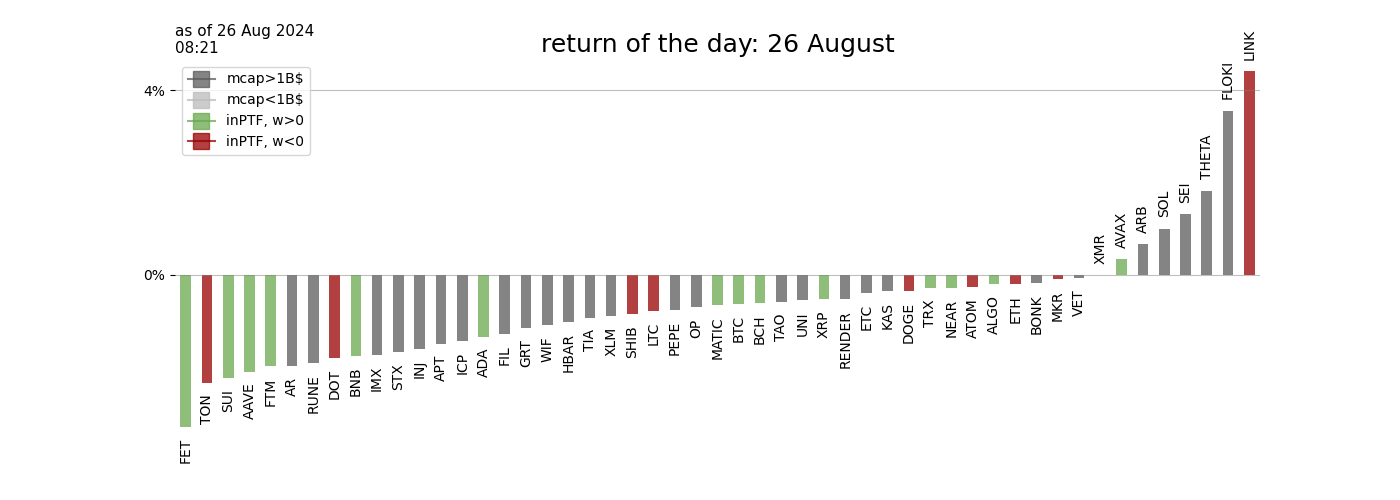 as of 26 Aug 2024
08:21
return of the day: 26 August
mcap>1B$
mcap<1B$
inPTF, w>0
inPTF, w<0
4%
0%
FET
TON
SUI
AAVE
FTM
AR
RUNE
DOT
BNB
IMX
STX
INJ
APT
ICP
ADA
FIL
GRT
WIF
HBAR
TIA
XLM
SHIB
LTC
PEPE
OP
MATIC
BTC
BCH
TAO
UNI
XRP
RENDER
ETC
KAS
DOGE
TRX
NEAR
ATOM
ALGO
ETH
BONK
MKR
VET
XMR
AVAX
ARB
SOL
SEI
THETA
FLOKI
LINK